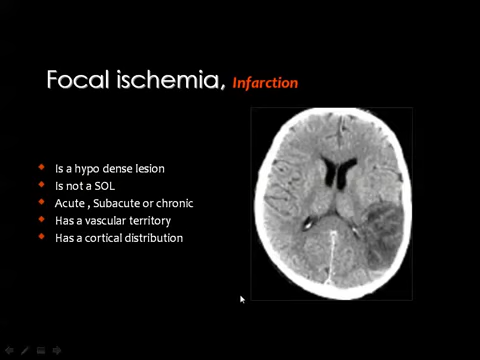 Focal ischemia, Infarction
Is a hypo dense lesion
Is not a SOL
Acute , Subacute or chronic
Has a vascular territory
Has a cortical distribution